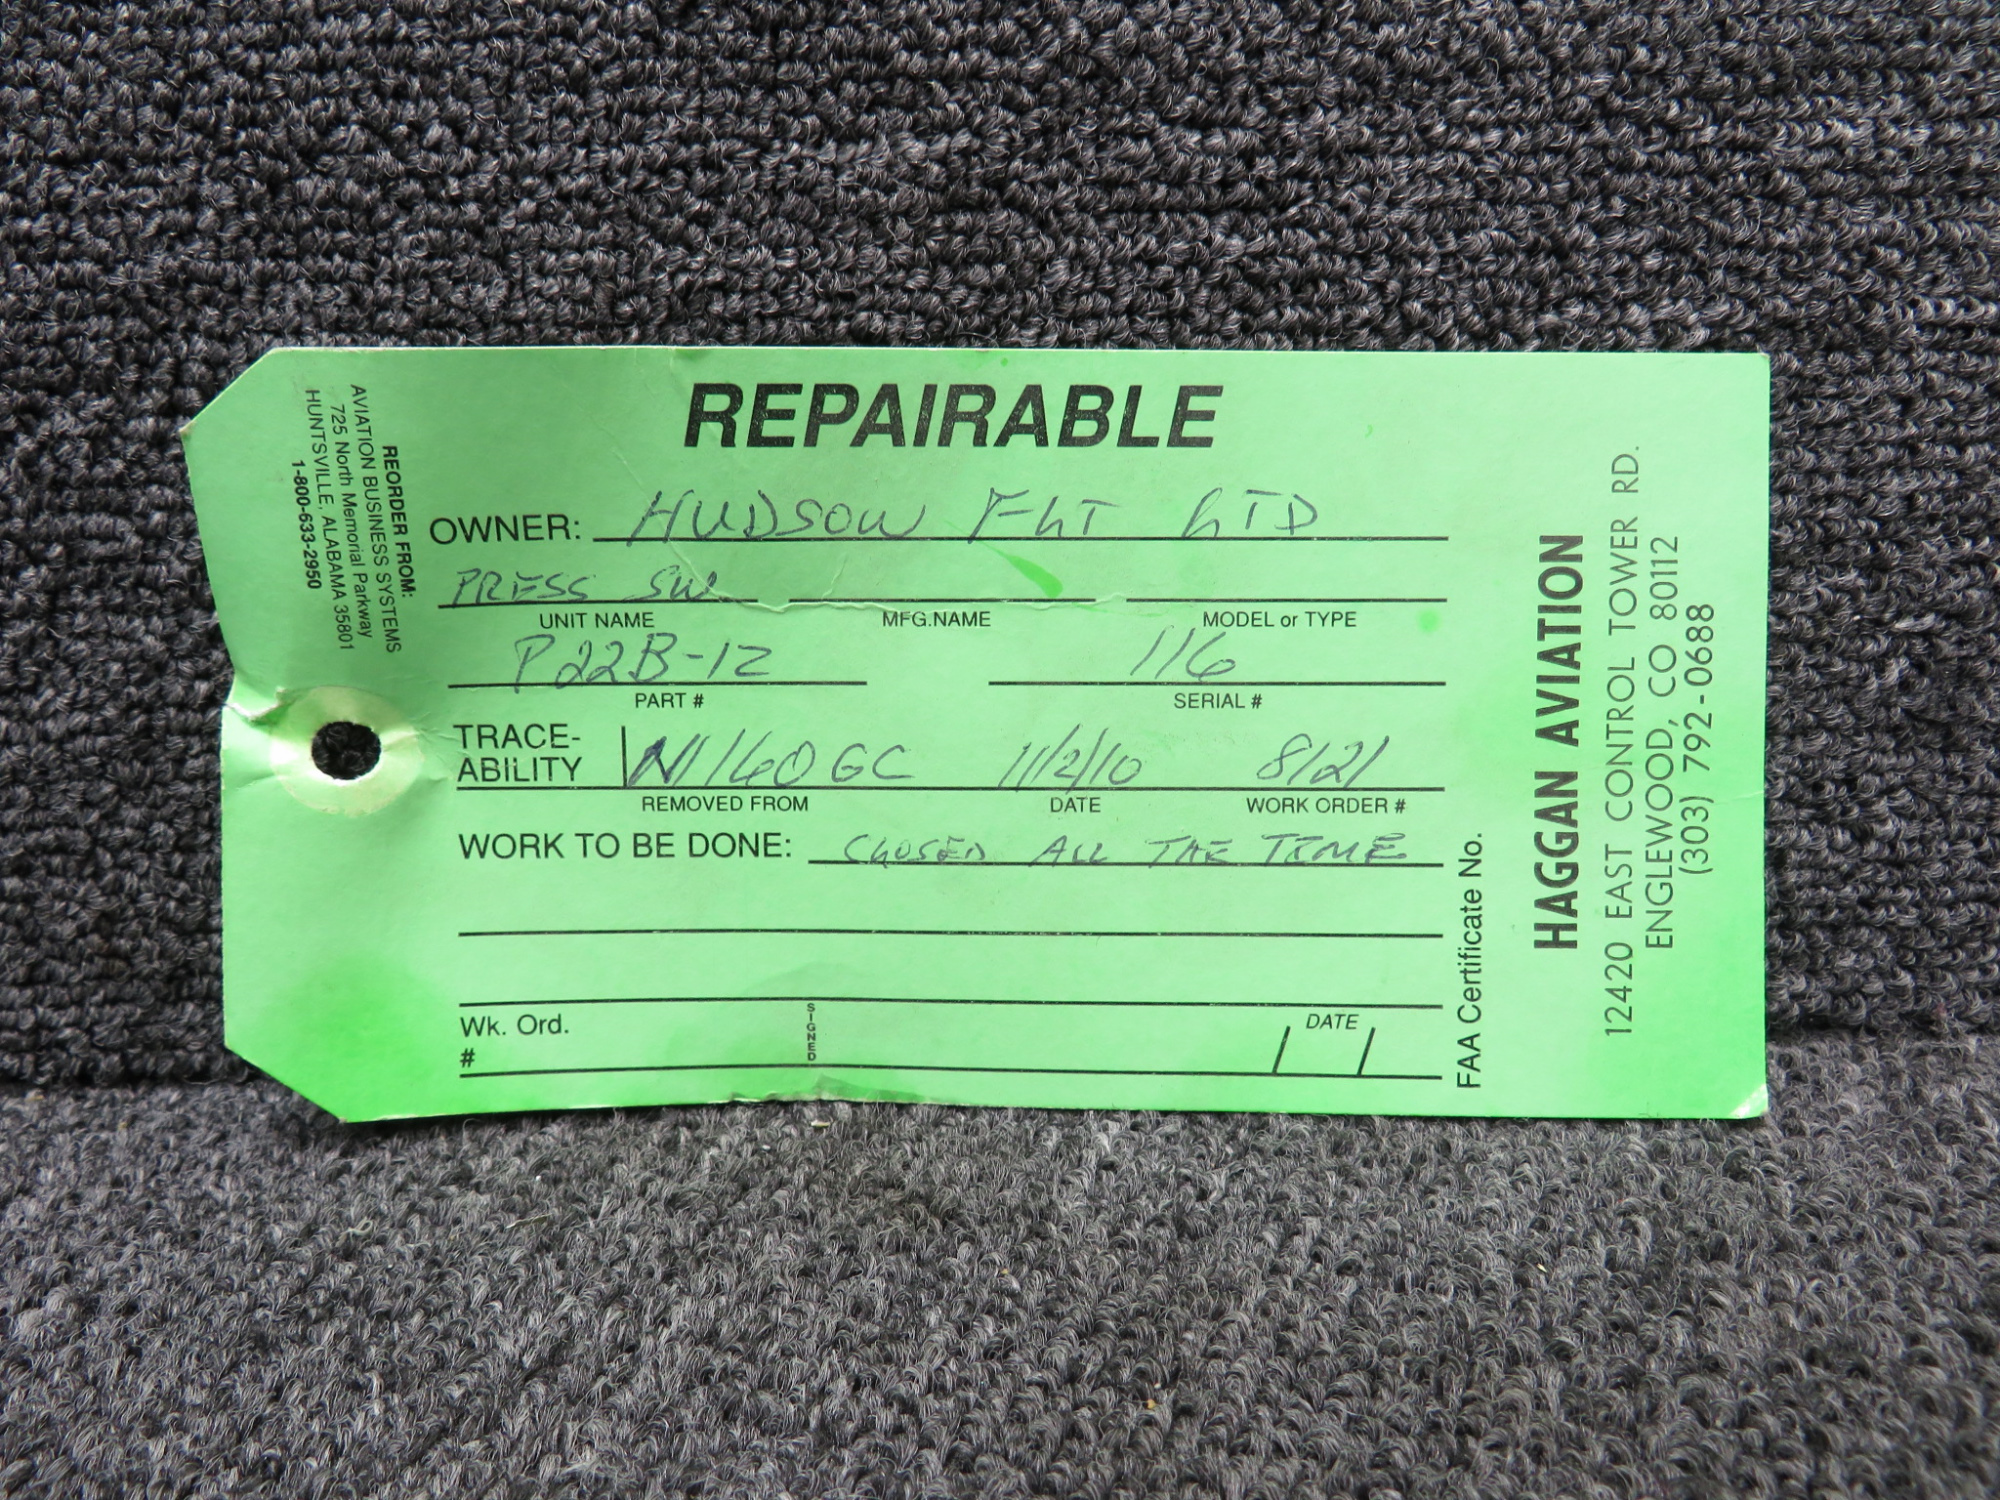 REPAIRABLE
OWNER: HUDSON FLT LTD
PRESS SW
UNIT NAME MFG.NAME MODEL or TYPE
P22B-12 116
PART # SERIAL #
TRACE-
ABILITY N1160GC 11/2/10 8121
REMOVED FROM DATE WORK ORDER #
WORK TO BE DONE: CLOSED ALL THE TIME
Wk. Ord.
#
SIGNED
DATE
/ /
FAA Certificate No.
HAGGAN AVIATION
12420 EAST CONTROL TOWER RD.
ENGLEWOOD, CO 80112
(303) 792-0688
REORDER FROM:
AVIATION BUSINESS SYSTEMS
725 North Memorial Parkway
HUNTSVILLE, ALABAMA 35801
1-800-633-2950